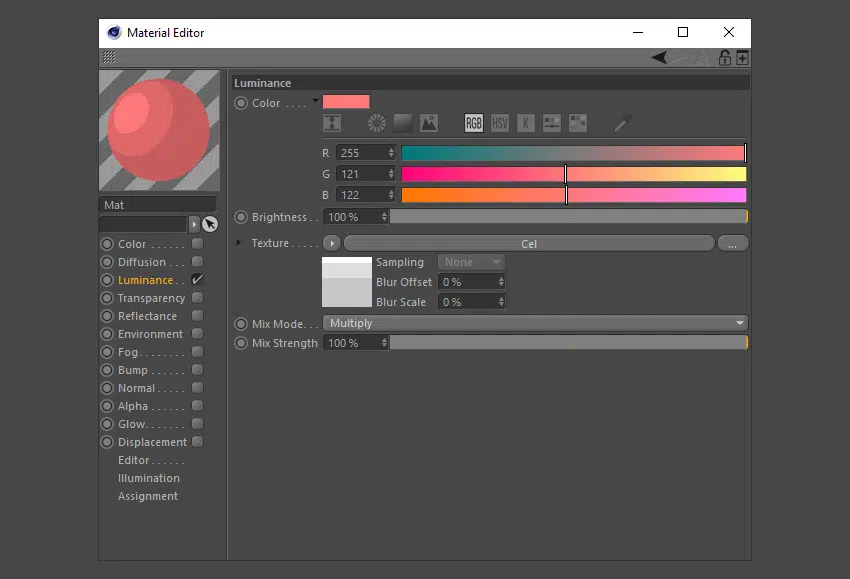 Material Editor
Luminance
Color . . . .
RGB HSV K
R 255
G 121
B 122
Mat
Brightness . . 100 %
Texture . . . . . Cel ...
Sampling None
Blur Offset 0 %
Blur Scale 0 %
Mix Mode. . . Multiply
Mix Strength 100 %
Color . . . . . .
Diffusion . . .
Luminance. .
Transparency
Reflectance
Environment
Fog. . . . . . . .
Bump . . . . . .
Normal . . . . .
Alpha . . . . . .
Glow. . . . . . .
Displacement
Editor . . . . . .
Illumination
Assignment